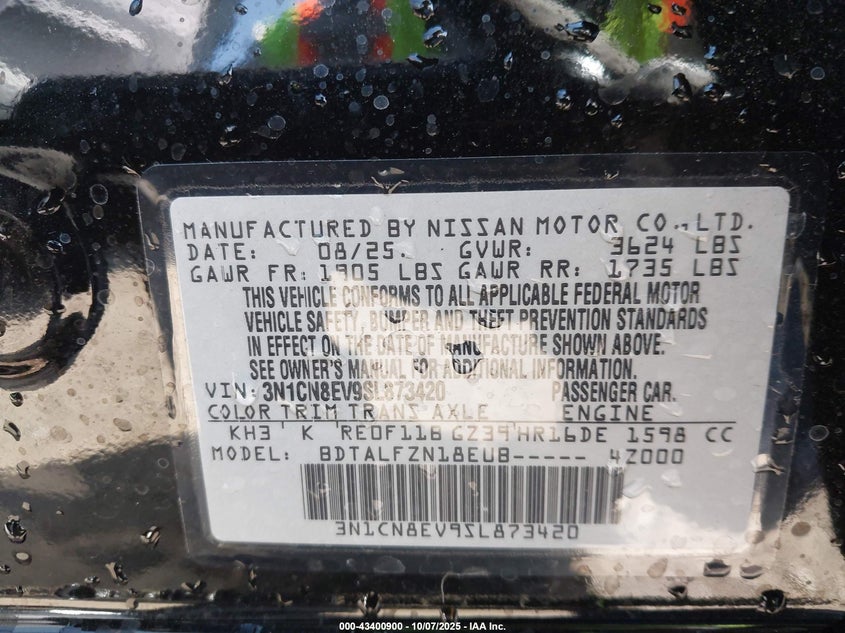 MANUFACTURED BY NISSAN MOTOR CO., LTD.
DATE: 08/25. GVWR: 3624 LBS
GAWR FR: 1905 LBS GAWR RR: 1735 LBS
THIS VEHICLE CONFORMS TO ALL APPLICABLE FEDERAL MOTOR
VEHICLE SAFETY, BUMPER AND THEFT PREVENTION STANDARDS
IN EFFECT ON THE DATE OF MANUFACTURE SHOWN ABOVE.
SEE OWNER'S MANUAL FOR ADDITIONAL INFORMATION.
VIN: 3N1CN8EV9SL873420 PASSENGER CAR.
COLOR TRIM TRANS AXLE ENGINE
KH3 K RE0F11B GZ39 HR16DE 1598 CC
MODEL: BDTALFZN18EUB----- 4Z000
3N1CN8EV9SL873420
000-43400900 - 10/07/2025 - IAA Inc.